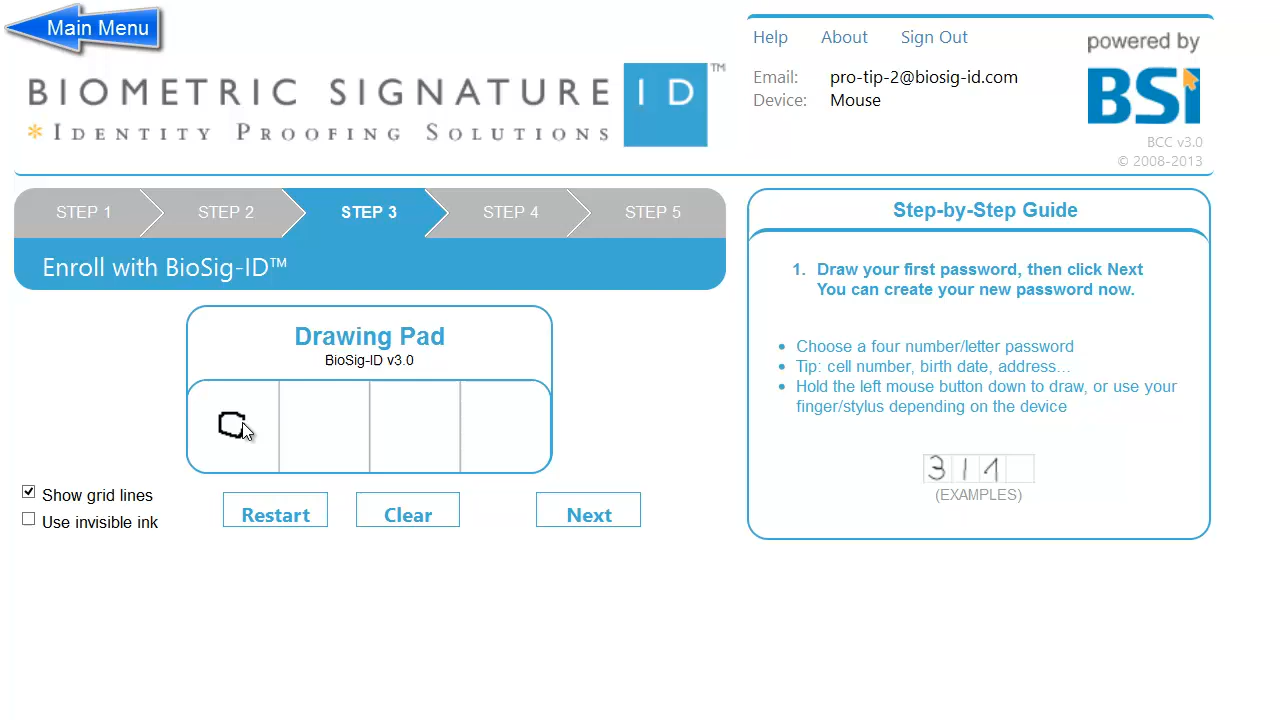 Main Menu
BIOMETRIC SIGNATURE ID™
*IDENTITY PROOFING SOLUTIONS
Help About Sign Out
Email: pro-tip-2@biosig-id.com
Device: Mouse
powered by
BSI
BCC v3.0
© 2008-2013
STEP 1 STEP 2 STEP 3 STEP 4 STEP 5
Enroll with BioSig-ID™
Drawing Pad
BioSig-ID v3.0
Show grid lines
Use invisible ink
Restart Clear Next
Step-by-Step Guide
1. Draw your first password, then click Next
You can create your new password now.
• Choose a four number/letter password
• Tip: cell number, birth date, address...
• Hold the left mouse button down to draw, or use your
finger/stylus depending on the device
3 1 1
(EXAMPLES)